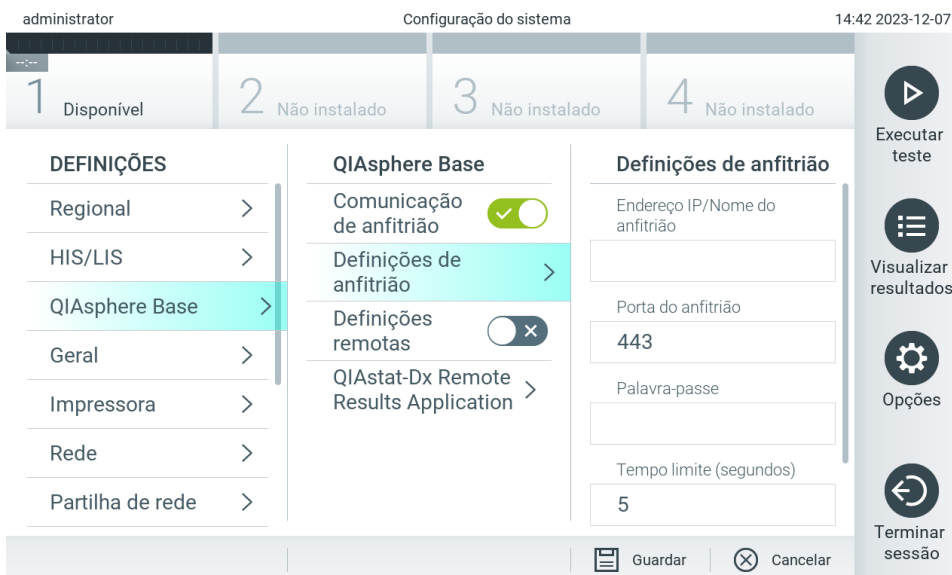 administrator
Configuração do sistema
14:42 2023-12-07
--:--
1 Disponível
2 Não instalado
3 Não instalado
4 Não instalado
DEFINIÇÕES
Regional
HIS/LIS
QIAsphere Base
Geral
Impressora
Rede
Partilha de rede
QIAsphere Base
Comunicação
de anfitrião
Definições de
anfitrião
Definições
remotas
QIAstat-Dx Remote
Results Application
Definições de anfitrião
Endereço IP/Nome do
anfitrião
Porta do anfitrião
443
Palavra-passe
Tempo limite (segundos)
5
Executar
teste
Visualizar
resultados
Opções
Terminar
sessão
Guardar
Cancelar